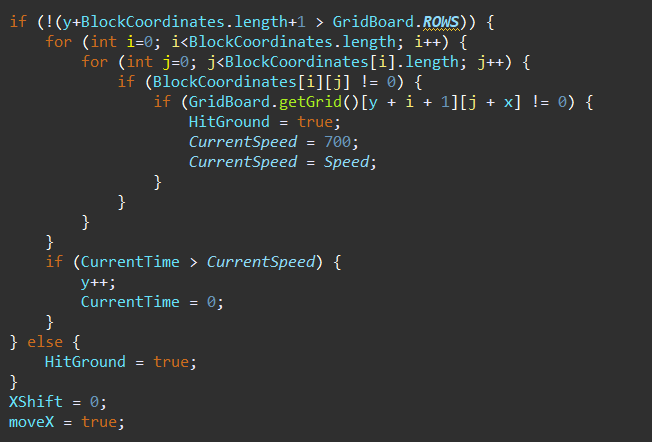 if (!(y+BlockCoordinates.length+1 > GridBoard.ROWS)) {
    for (int i=0; i<BlockCoordinates.length; i++) {
        for (int j=0; j<BlockCoordinates[i].length; j++) {
            if (BlockCoordinates[i][j] != 0) {
                if (GridBoard.getGrid()[y + i + 1][j + x] != 0) {
                    HitGround = true;
                    CurrentSpeed = 700;
                    CurrentSpeed = Speed;
                }
            }
        }
    }
    if (CurrentTime > CurrentSpeed) {
        y++;
        CurrentTime = 0;
    }
} else {
    HitGround = true;
}
XShift = 0;
moveX = true;